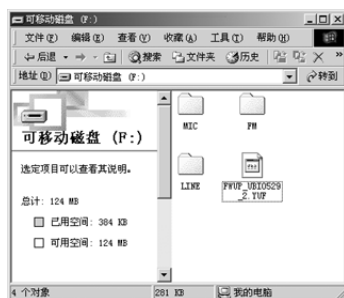 可移动磁盘 (F:)
文件(F) 编辑(E) 查看(V) 收藏(A) 工具(T) 帮助(H)
后退 搜索 文件夹 历史
地址(D) 可移动磁盘 (F:) 转到
可移动磁盘 (F:)
选定项目可以查看其说明。
总计: 124 MB
已用空间: 384 KB
可用空间: 124 MB
MIC FM
LINE FWUP_UBIO529
_2.YUF
4 个对象 281 KB 我的电脑